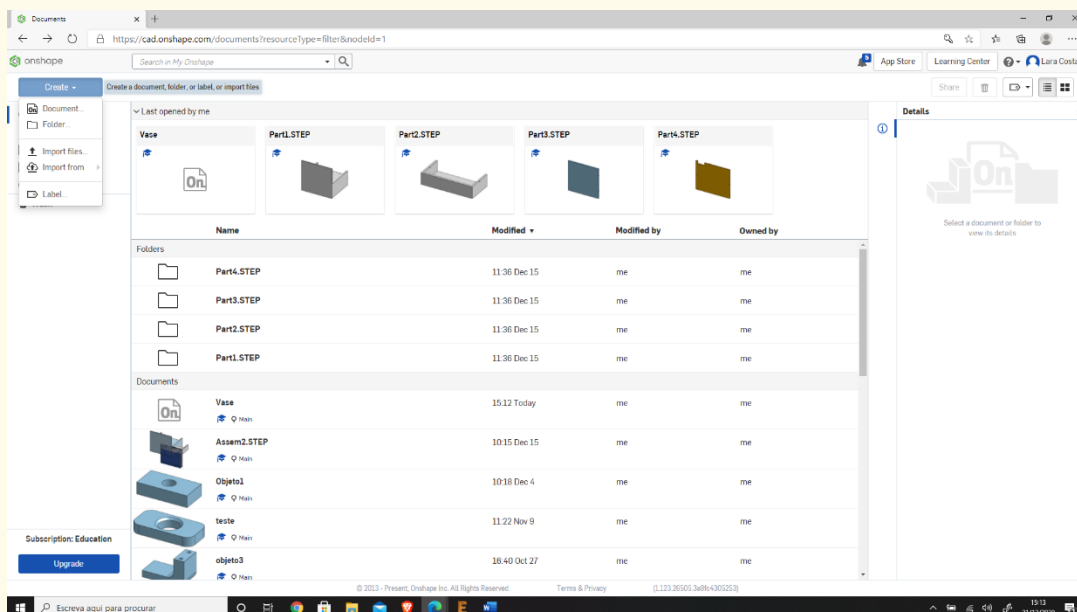 Documents
https://cad.onshape.com/documents?resourceType=filter&nodeId=1
onshape
Search in My Onshape
App Store
Learning Center
Lara Costa
Create
Create a document, folder, or label, or import files
Share
Document...
Folder...
Import files...
Import from
Label...
Last opened by me
Vase
Part1.STEP
Part2.STEP
Part3.STEP
Part4.STEP
On
Details
On
Select a document or folder to
view its details
Name Modified Modified by Owned by
Folders
Part4.STEP 11:36 Dec 15 me me
Part3.STEP 11:36 Dec 15 me me
Part2.STEP 11:36 Dec 15 me me
Part1.STEP 11:36 Dec 15 me me
Documents
On
Vase 15:12 Today me me
Main
Assem2.STEP 10:15 Dec 15 me me
Main
Objeto1 10:18 Dec 4 me me
Main
teste 11:22 Nov 9 me me
Main
objeto3 16:40 Oct 27 me me
Main
Subscription: Education
Upgrade
© 2013 - Present, Onshape Inc. All Rights Reserved. Terms & Privacy
Escreva aqui para procurar
15:13